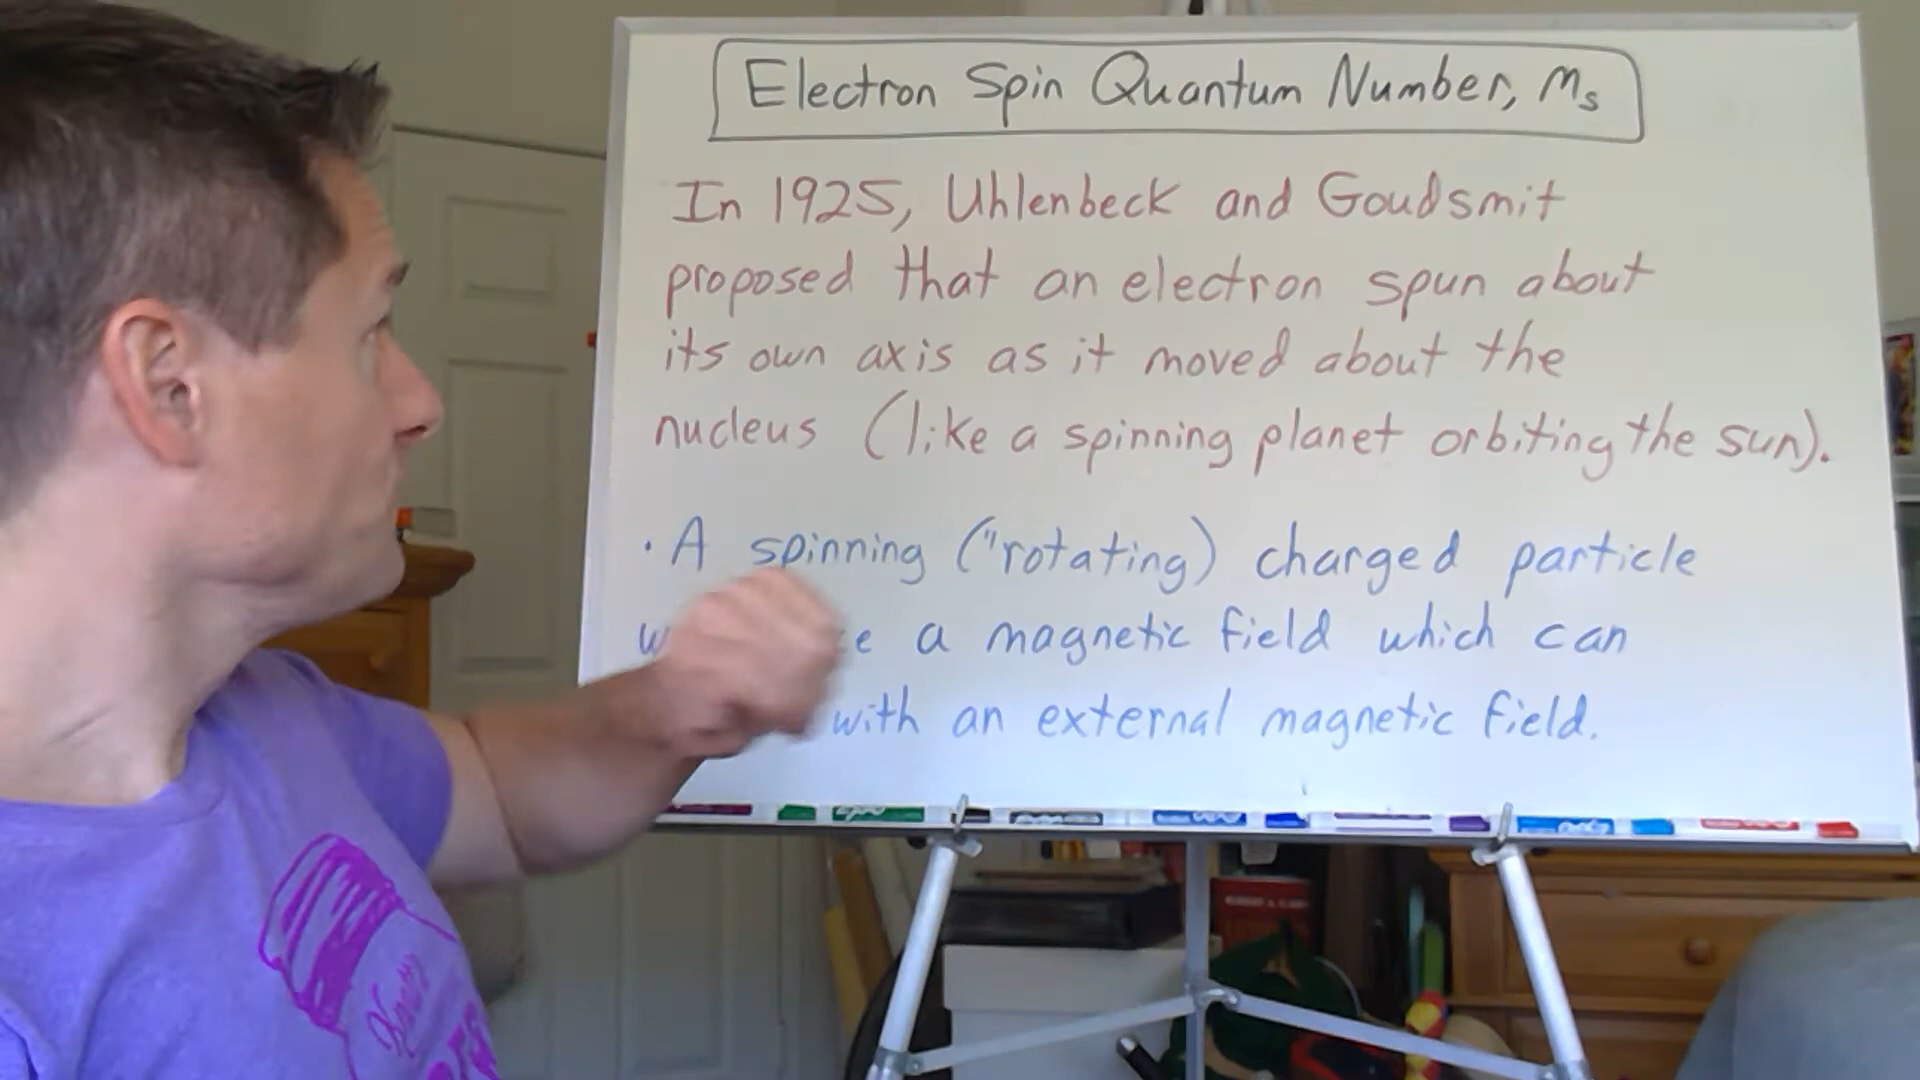 Electron Spin Quantum Number, ms
In 1925, Uhlenbeck and Goudsmit
proposed that an electron spun about
its own axis as it moved about the
nucleus (like a spinning planet orbiting the sun).
· A spinning ("rotating) charged particle
a magnetic field which can
with an external magnetic field.